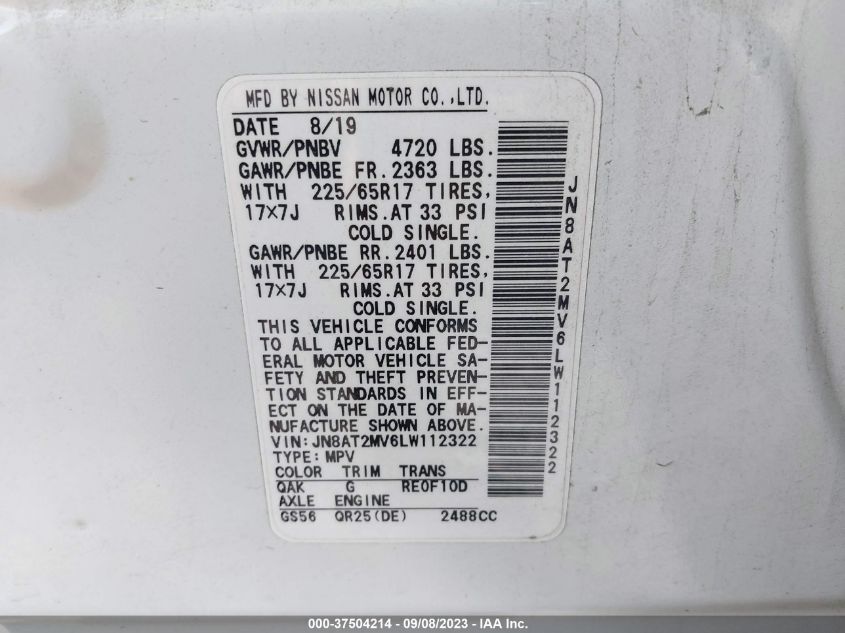 MFD BY NISSAN MOTOR CO.,LTD.
DATE 8/19
GVWR/PNBV 4720 LBS.
GAWR/PNBE FR. 2363 LBS.
WITH 225/65R17 TIRES,
17×7J RIMS. AT 33 PSI
COLD SINGLE.
GAWR/PNBE RR. 2401 LBS.
WITH 225/65R17 TIRES,
17×7J RIMS. AT 33 PSI
COLD SINGLE.
THIS VEHICLE CONFORMS
TO ALL APPLICABLE FED-
ERAL MOTOR VEHICLE SA-
FETY AND THEFT PREVEN-
TION STANDARDS IN EFF-
ECT ON THE DATE OF MA-
NUFACTURE SHOWN ABOVE.
VIN: JN8AT2MV6LW112322
TYPE: MPV
COLOR TRIM TRANS
QAK G RE0F10D
AXLE ENGINE
GS56 QR25(DE) 2488CC
JN8AT2MV6LW112322
000-37504214 - 09/08/2023 - IAA Inc.